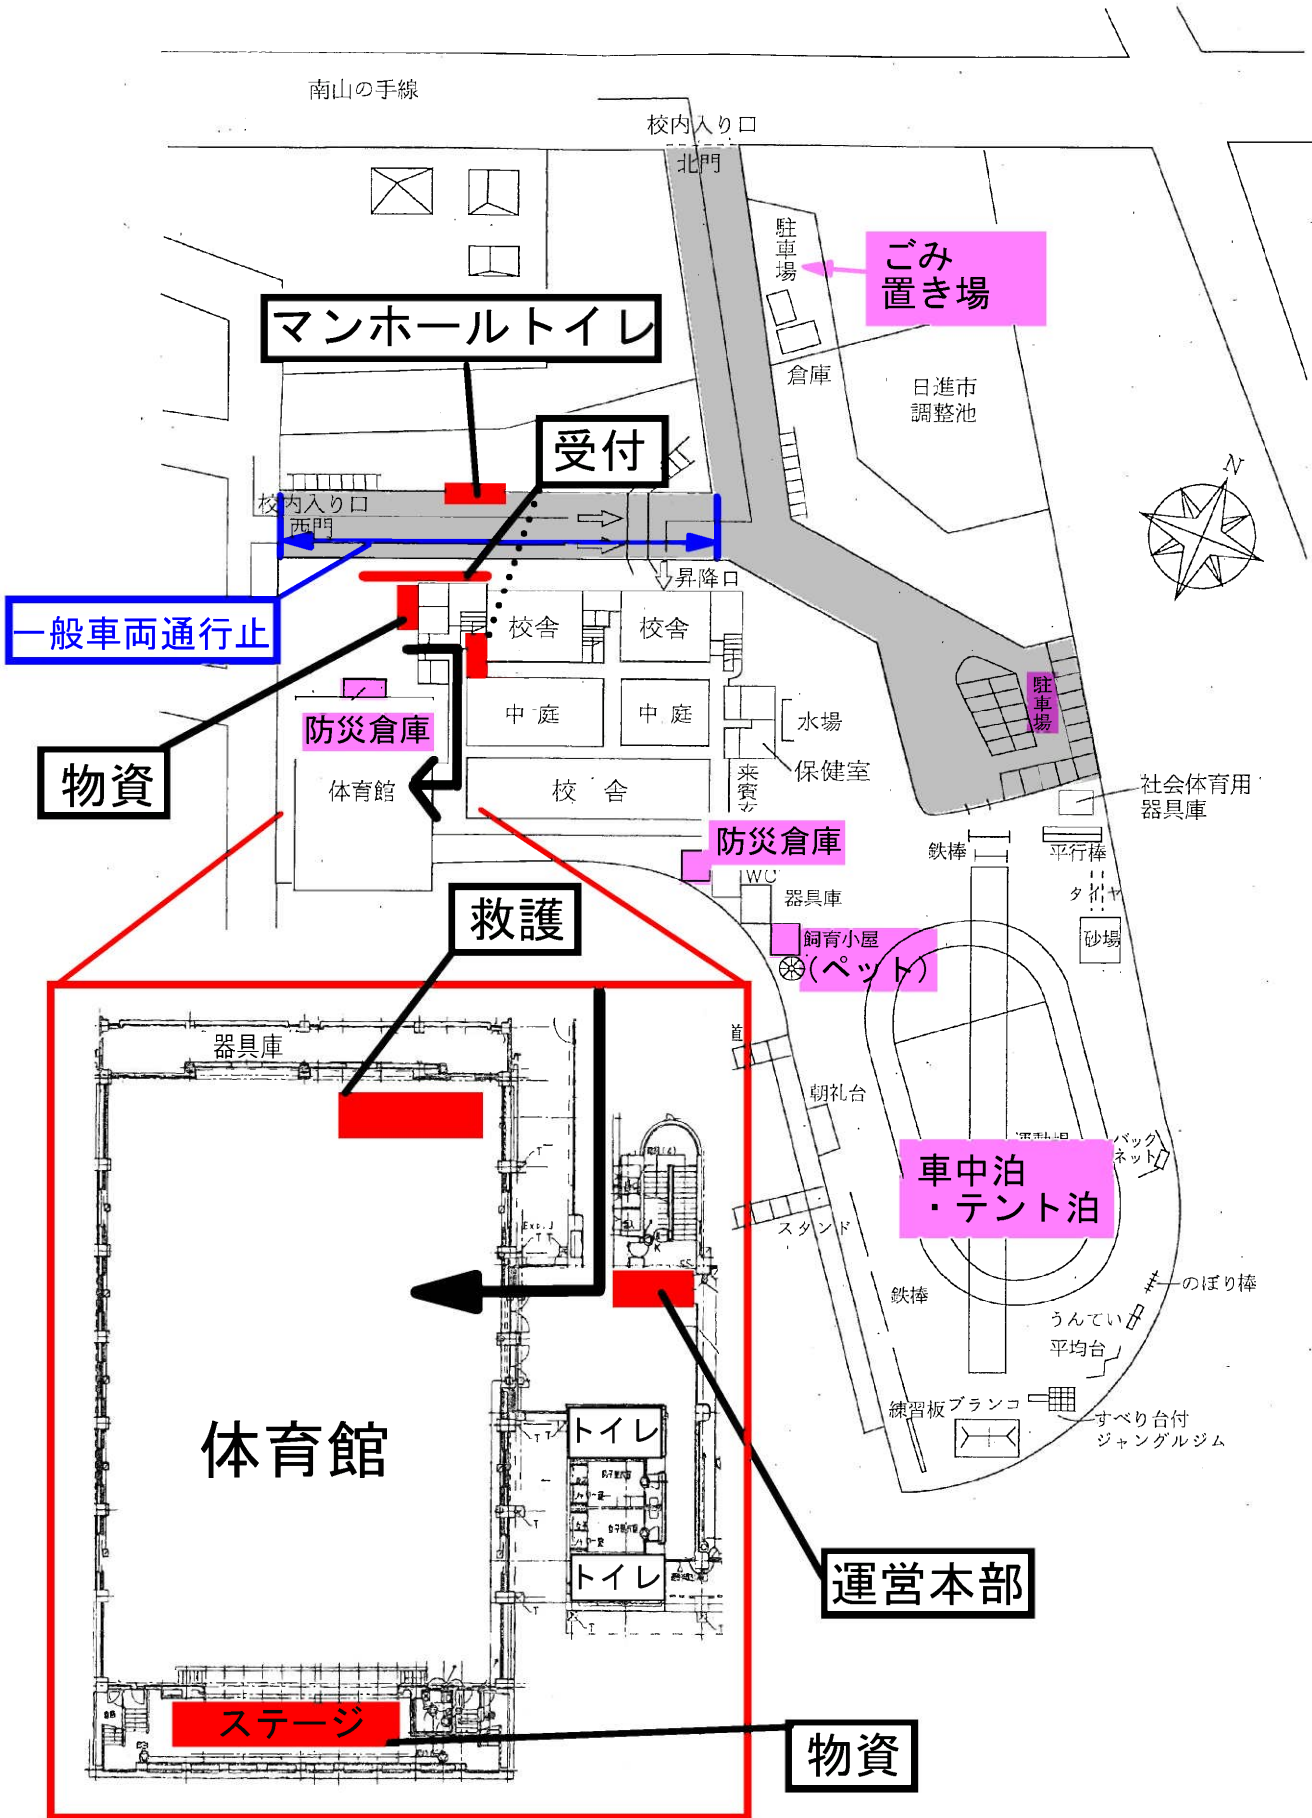 南山の手線
校内入り口
北門
駐車場
ごみ
置き場
マンホールトイレ
倉庫
日進市
調整池
受付
N
校内入り口
西門
昇降口
一般車両通行止
校舎
校舎
駐車場
防災倉庫
中庭
中庭
水場
物資
体育館
校舎
来賓玄
保健室
社会体育用
器具庫
防災倉庫
鉄棒
平行棒
WC
タイヤ
器具庫
救護
飼育小屋
(ペット)
砂場
器具庫
道
朝礼台
運動場
バック
ネット
車中泊
・テント泊
スタンド
Exp.J
鉄棒
のぼり棒
うんてい
平均台
練習板
ブランコ
すべり台付
ジャングルジム
体育館
トイレ
トイレ
運営本部
ステージ
物資